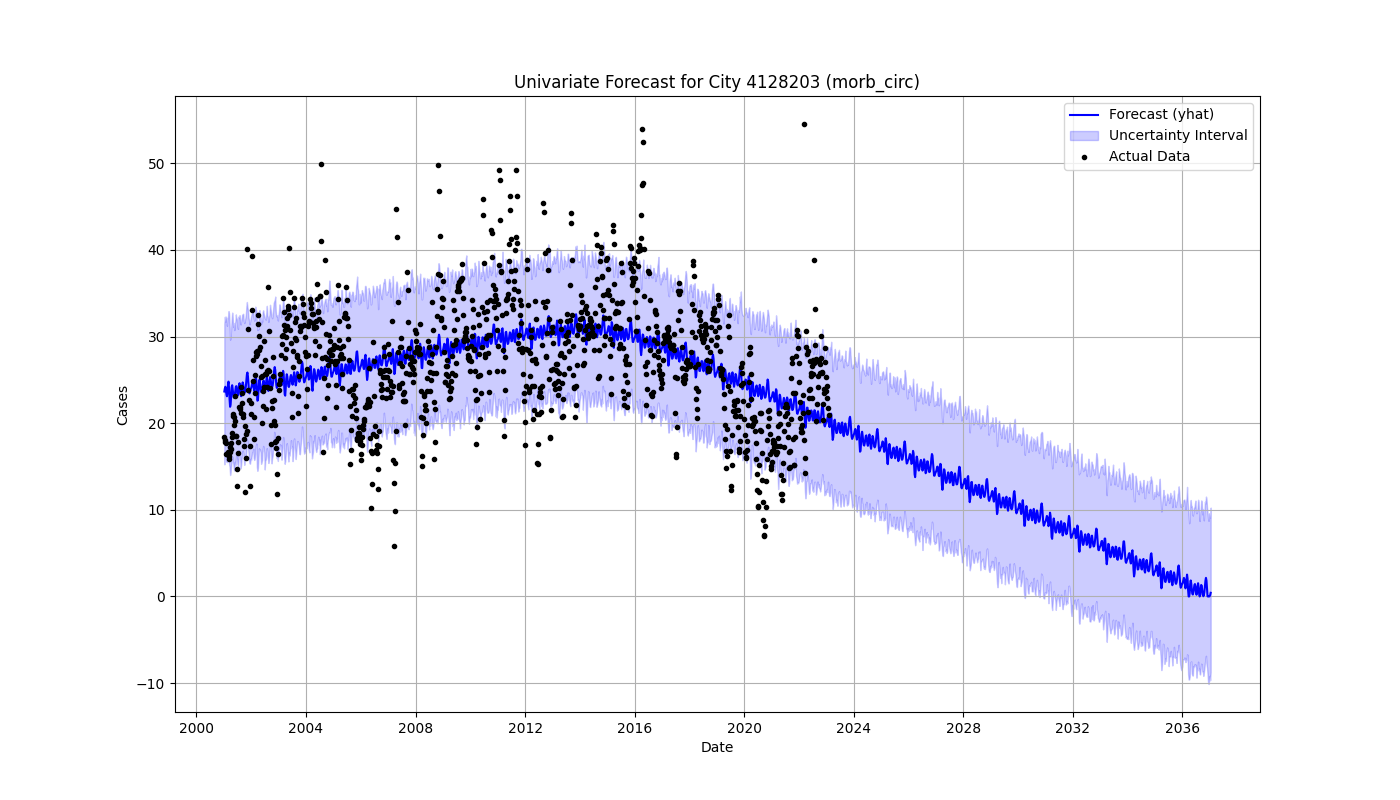 Univariate Forecast for City 4128203 (morb_circ)
Forecast (yhat)
Uncertainty Interval
Actual Data
Cases
50
40
30
20
10
0
−10
2000 2004 2008 2012 2016 2020 2024 2028 2032 2036
Date